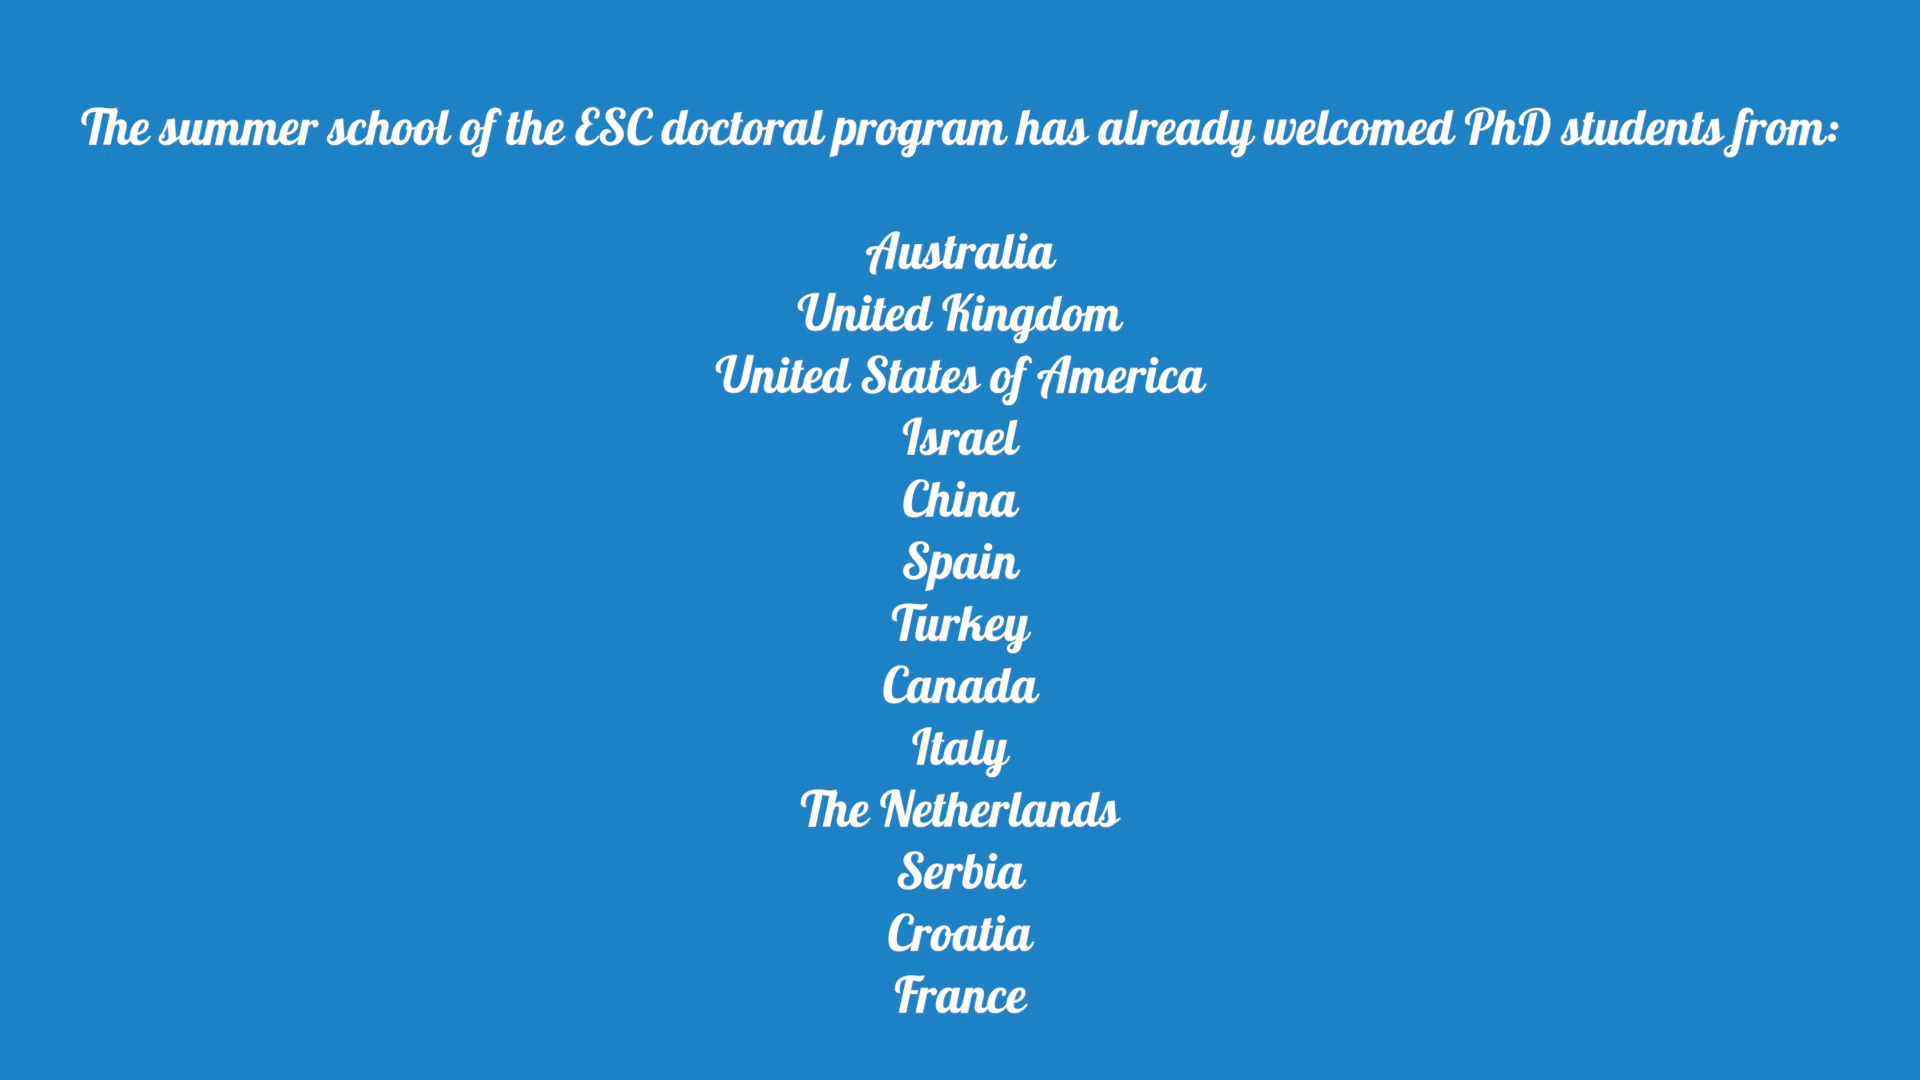 The summer school of the ESC doctoral program has already welcomed PhD students from:
Australia
United Kingdom
United States of America
Israel
China
Spain
Turkey
Canada
Italy
The Netherlands
Serbia
Croatia
France